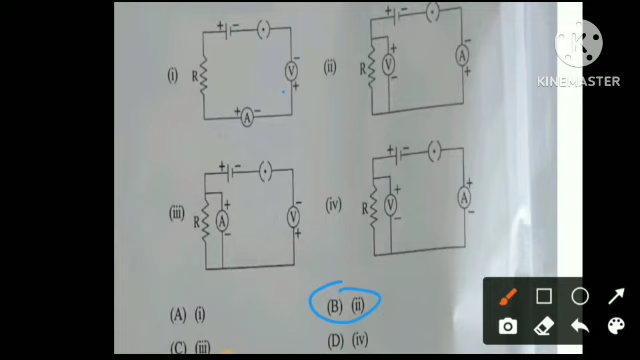 KINEMASTER
(i) R + − V − + + A −
(ii) R + − V + − A − +
(iii) R + − A + − V − +
(iv) R + − V + − A + −
(A) (i)
(B) (ii)
(C) (iii)
(D) (iv)